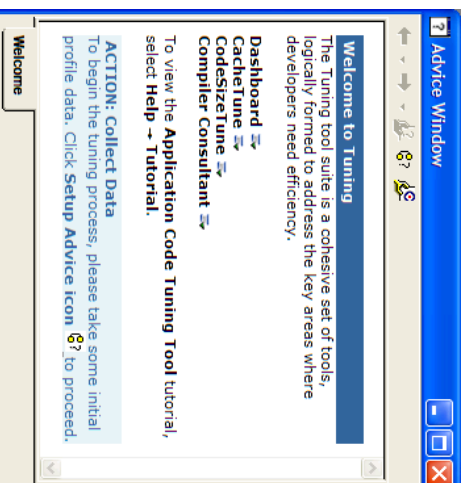 Advice Window
Welcome to Tuning
The Tuning tool suite is a cohesive set of tools,
logically formed to address the key areas where
developers need efficiency.
Dashboard
CacheTune
CodeSizeTune
Compiler Consultant
To view the Application Code Tuning Tool tutorial,
select Help → Tutorial.
ACTION: Collect Data
To begin the tuning process, please take some initial
profile data. Click Setup Advice icon to proceed.
Welcome